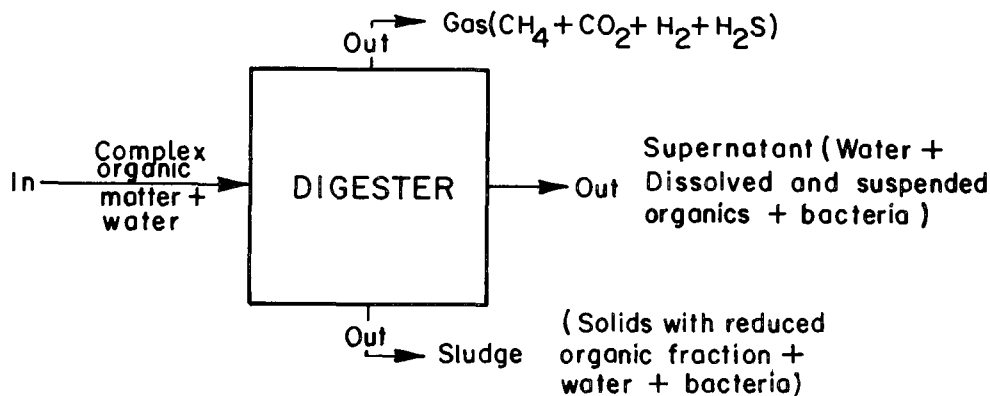 Out
Gas(CH₄+CO₂+H₂+H₂S)
In
Complex
organic
matter+
water
DIGESTER
Out
Supernatant (Water +
Dissolved and suspended
organics + bacteria)
Out
Sludge
(Solids with reduced
organic fraction +
water + bacteria)